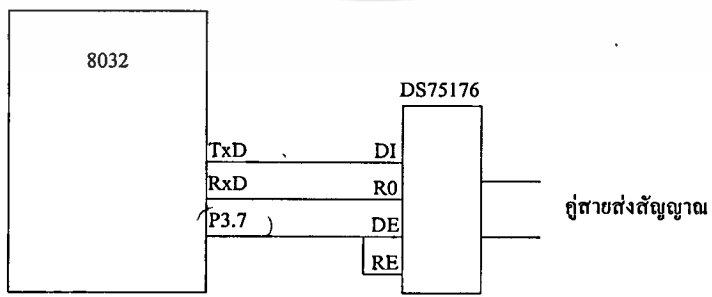 8032
DS75176
TxD DI
RxD R0
P3.7 DE
RE
คู่สายส่งสัญญาณ